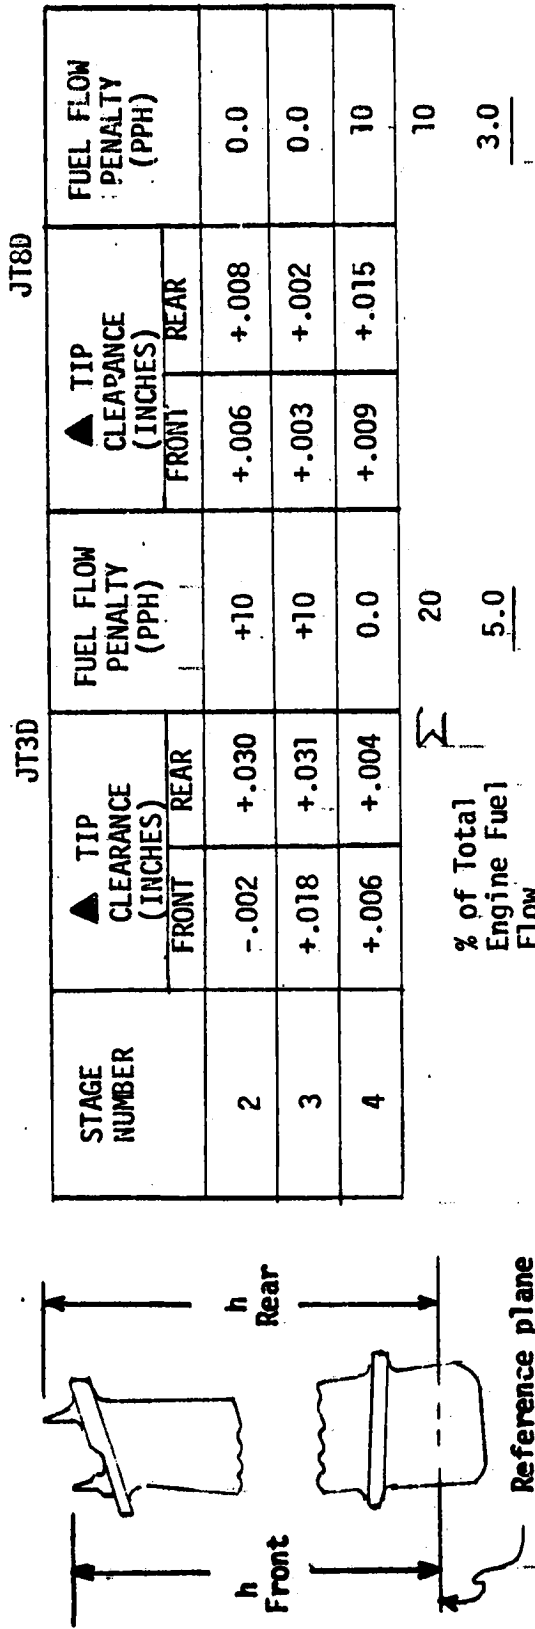 JT3D
JT8D
STAGE
NUMBER
▲ TIP
CLEARANCE
(INCHES)
FRONT
REAR
FUEL FLOW
PENALTY
(PPH)
▲ TIP
CLEARANCE
(INCHES)
FRONT
REAR
FUEL FLOW
PENALTY
(PPH)
2 -.002 +.030 +10 +.006 +.008 0.0
3 +.018 +.031 +10 +.003 +.002 0.0
4 +.006 +.004 0.0 +.009 +.015 10
Σ 20 10
% of Total
Engine Fuel
Flow
5.0 3.0
h
Front
h
Rear
Reference plane